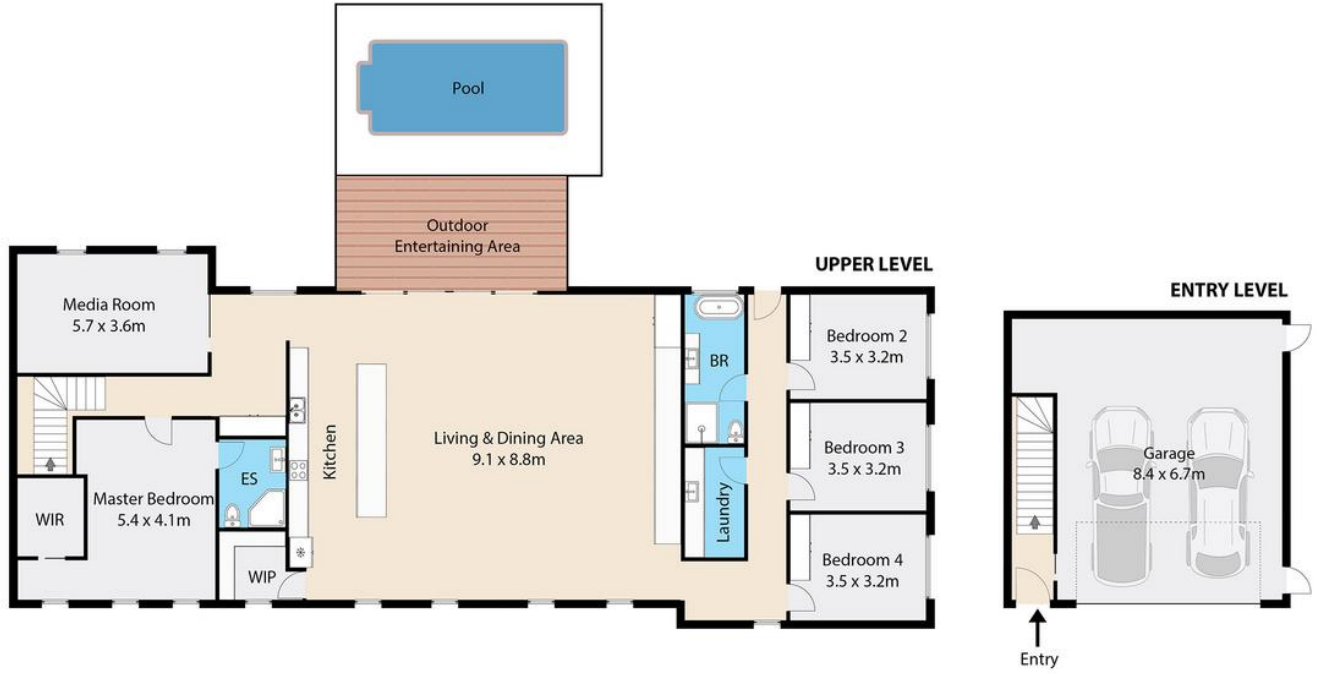 Pool
Outdoor
Entertaining Area
UPPER LEVEL
ENTRY LEVEL
Media Room
5.7 x 3.6m
Bedroom 2
3.5 x 3.2m
BR
Kitchen
Living & Dining Area
9.1 x 8.8m
Bedroom 3
3.5 x 3.2m
Garage
8.4 x 6.7m
ES
Master Bedroom
5.4 x 4.1m
WIR
Laundry
WIP
Bedroom 4
3.5 x 3.2m
Entry